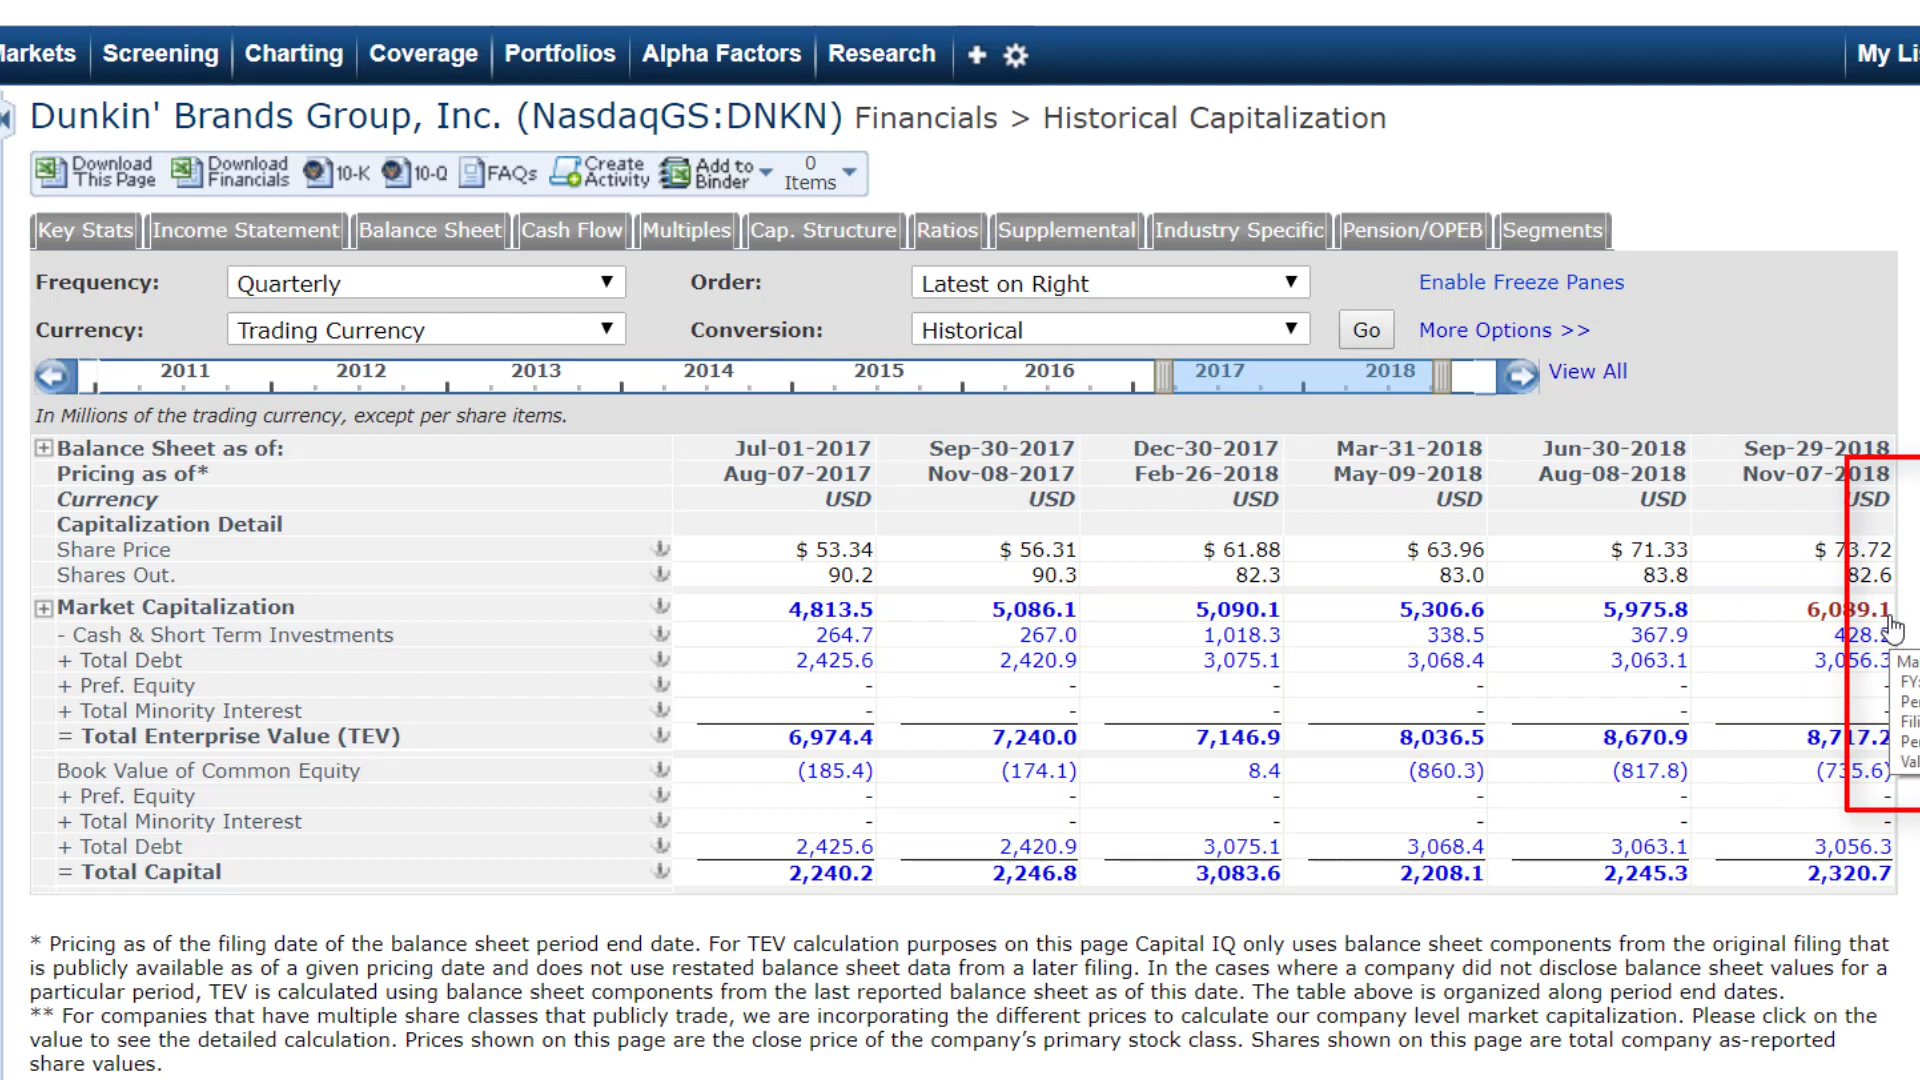 Markets Screening Charting Coverage Portfolios Alpha Factors Research My
Dunkin' Brands Group, Inc. (NasdaqGS:DNKN) Financials > Historical Capitalization
Download This Page Download Financials 10-K 10-Q FAQs Create Activity Add to Binder 0 Items
Key Stats Income Statement Balance Sheet Cash Flow Multiples Cap. Structure Ratios Supplemental Industry Specific Pension/OPEB Segments
Frequency: Quarterly Order: Latest on Right Enable Freeze Panes
Currency: Trading Currency Conversion: Historical Go More Options >>
2011 2012 2013 2014 2015 2016 2017 2018 View All
In Millions of the trading currency, except per share items.
Balance Sheet as of: Jul-01-2017 Sep-30-2017 Dec-30-2017 Mar-31-2018 Jun-30-2018 Sep-29-2018
Pricing as of* Aug-07-2017 Nov-08-2017 Feb-26-2018 May-09-2018 Aug-08-2018 Nov-07-2018
Currency USD USD USD USD USD USD
Capitalization Detail
Share Price $ 53.34 $ 56.31 $ 61.88 $ 63.96 $ 71.33 $ 73.72
Shares Out. 90.2 90.3 82.3 83.0 83.8 82.6
Market Capitalization 4,813.5 5,086.1 5,090.1 5,306.6 5,975.8 6,089.1
- Cash & Short Term Investments 264.7 267.0 1,018.3 338.5 367.9
+ Total Debt 2,425.6 2,420.9 3,075.1 3,068.4 3,063.1 3,056.3
+ Pref. Equity - - - - - -
+ Total Minority Interest - - - - - -
= Total Enterprise Value (TEV) 6,974.4 7,240.0 7,146.9 8,036.5 8,670.9 8,717.2
Book Value of Common Equity (185.4) (174.1) 8.4 (860.3) (817.8) (735.6)
+ Pref. Equity - - - - - -
+ Total Minority Interest - - - - - -
+ Total Debt 2,425.6 2,420.9 3,075.1 3,068.4 3,063.1 3,056.3
= Total Capital 2,240.2 2,246.8 3,083.6 2,208.1 2,245.3 2,320.7
* Pricing as of the filing date of the balance sheet period end date. For TEV calculation purposes on this page Capital IQ only uses balance sheet components from the original filing that
is publicly available as of a given pricing date and does not use restated balance sheet data from a later filing. In the cases where a company did not disclose balance sheet values for a
particular period, TEV is calculated using balance sheet components from the last reported balance sheet as of this date. The table above is organized along period end dates.
** For companies that have multiple share classes that publicly trade, we are incorporating the different prices to calculate our company level market capitalization. Please click on the
value to see the detailed calculation. Prices shown on this page are the close price of the company's primary stock class. Shares shown on this page are total company as-reported
share values.